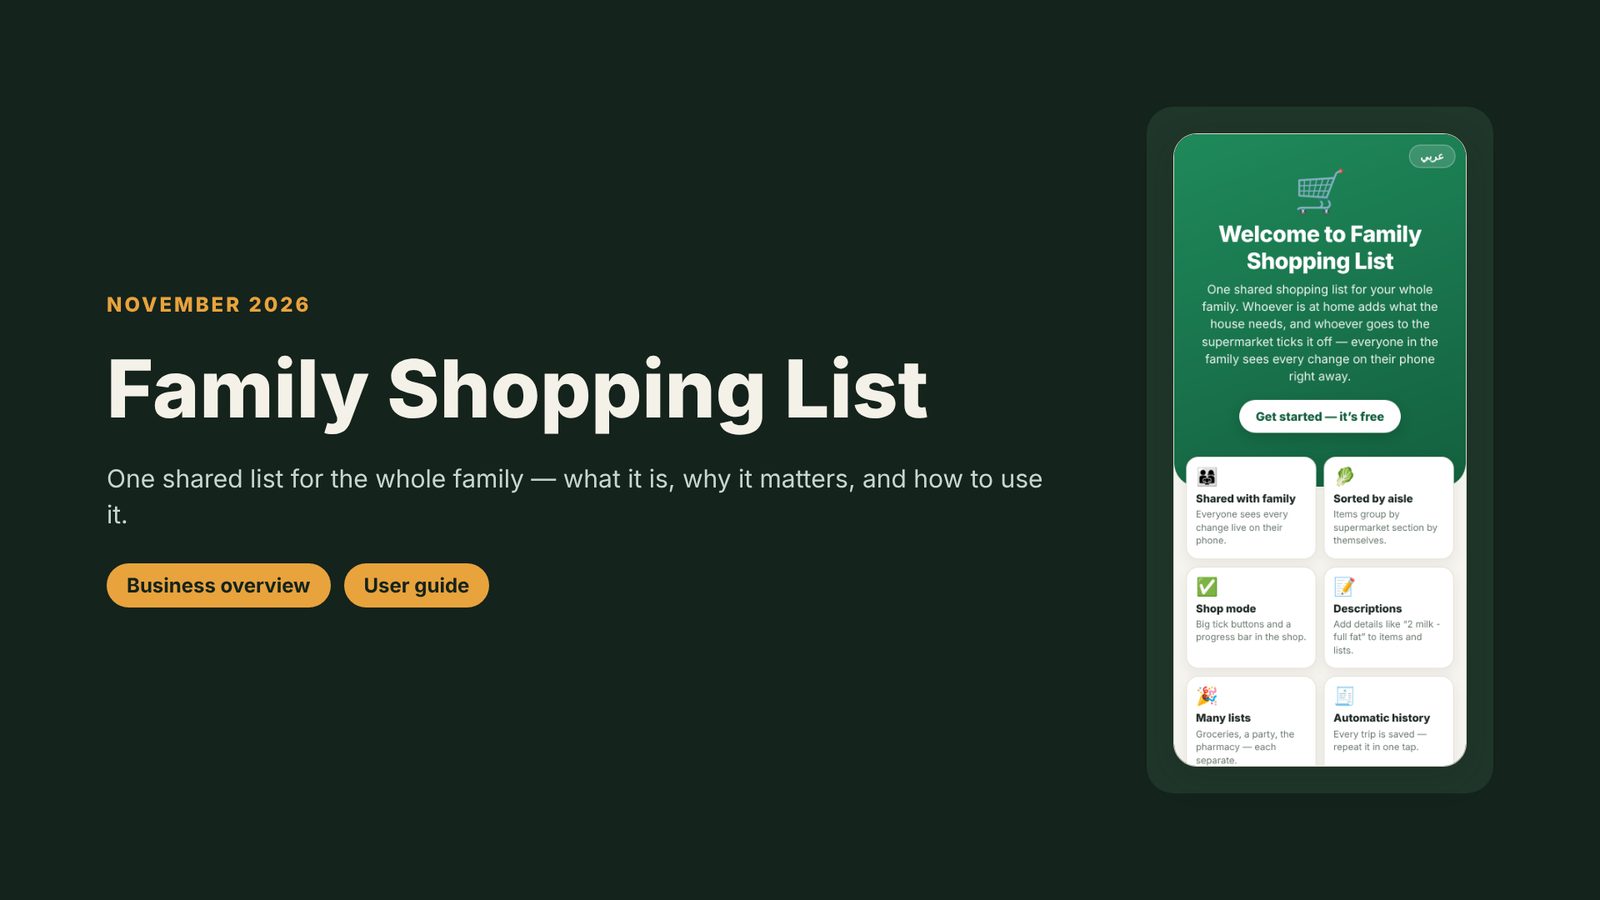 NOVEMBER 2026
Family Shopping List
One shared list for the whole family — what it is, why it matters, and how to use
it.
Business overview
User guide
عربي
Welcome to Family
Shopping List
One shared shopping list for your whole
family. Whoever is at home adds what the
house needs, and whoever goes to the
supermarket ticks it off — everyone in the
family sees every change on their phone
right away.
Get started — it’s free
Shared with family
Everyone sees every
change live on their
phone.
Sorted by aisle
Items group by
supermarket section by
themselves.
Shop mode
Big tick buttons and a
progress bar in the shop.
Descriptions
Add details like “2 milk -
full fat” to items and
lists.
Many lists
Groceries, a party, the
pharmacy — each
separate.
Automatic history
Every trip is saved —
repeat it in one tap.